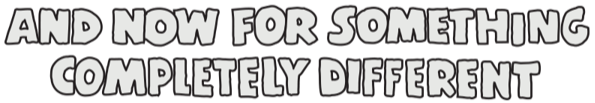 AND NOW FOR SOMETHING
COMPLETELY DIFFERENT